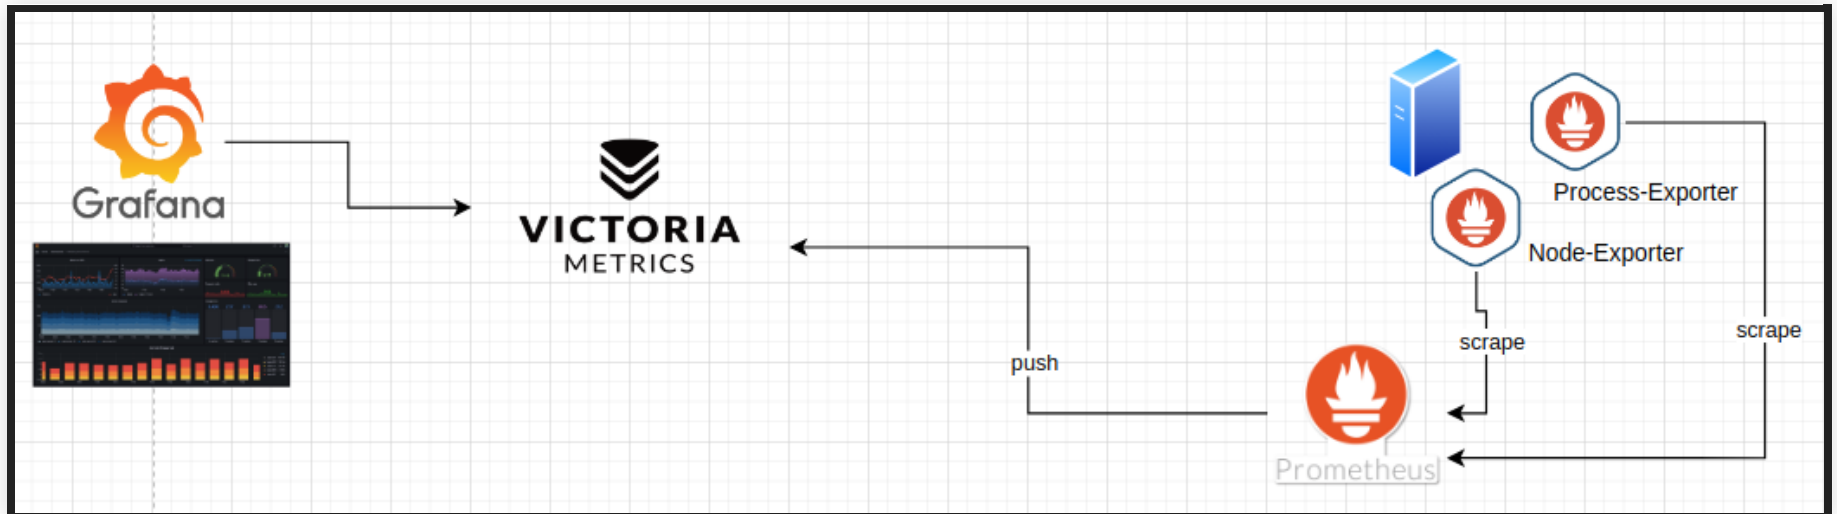 Grafana
VICTORIA
METRICS
Process-Exporter
Node-Exporter
scrape
scrape
push
Prometheus